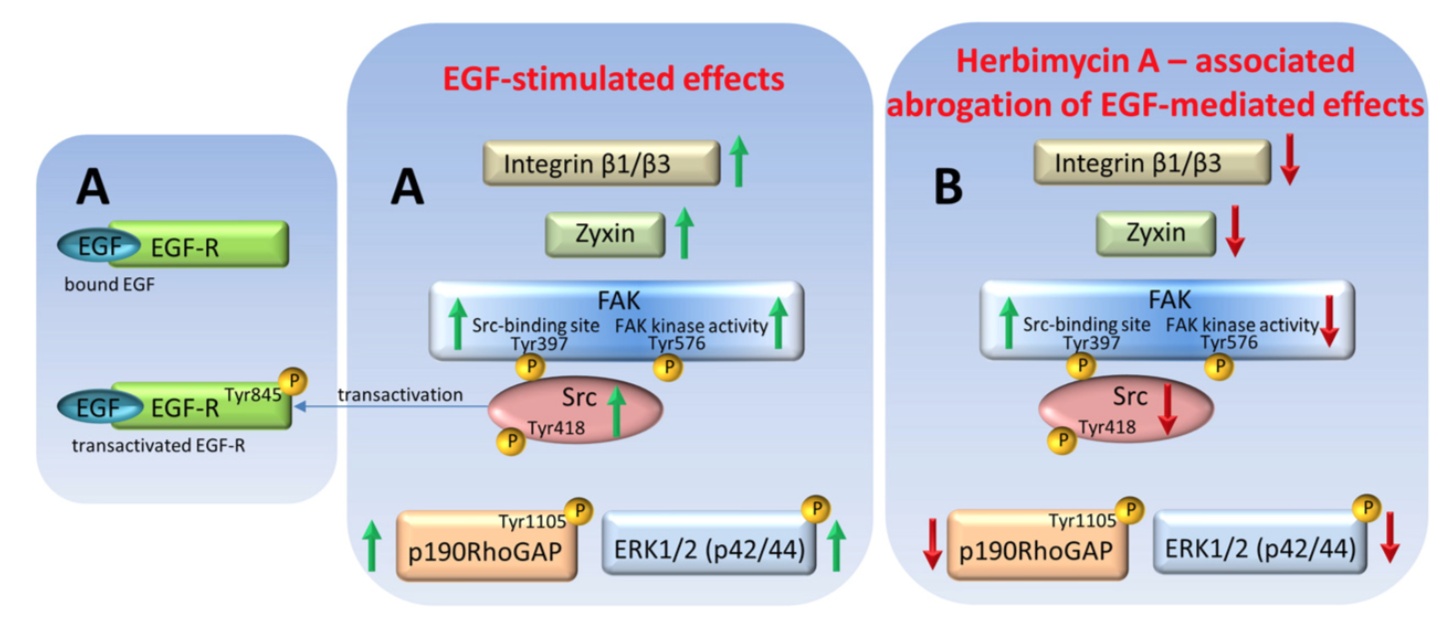 A
EGF
EGF-R
bound EGF
EGF
EGF-R
Tyr845
P
transactivated EGF-R
transactivation
EGF-stimulated effects
A
Integrin β1/β3
Zyxin
FAK
Src-binding site
Tyr397
FAK kinase activity
Tyr576
P
P
Src
Tyr418
P
Tyr1105
P
p190RhoGAP
P
ERK1/2 (p42/44)
Herbimycin A – associated
abrogation of EGF-mediated effects
B
Integrin β1/β3
Zyxin
FAK
Src-binding site
Tyr397
FAK kinase activity
Tyr576
P
P
Src
Tyr418
P
Tyr1105
P
p190RhoGAP
P
ERK1/2 (p42/44)